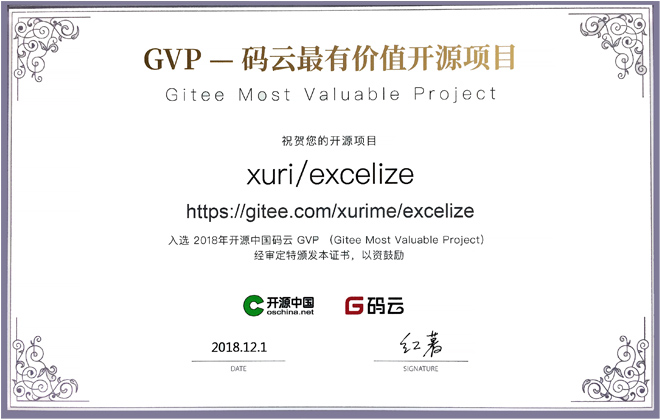 GVP — 码云最有价值开源项目
Gitee Most Valuable Project
祝贺您的开源项目
xuri/excelize
https://gitee.com/xurime/excelize
入选 2018年开源中国码云 GVP （Gitee Most Valuable Project）
经审定特颁发本证书，以资鼓励
开源中国
oschina.net
G 码云
2018.12.1
红薯
DATE
SIGNATURE